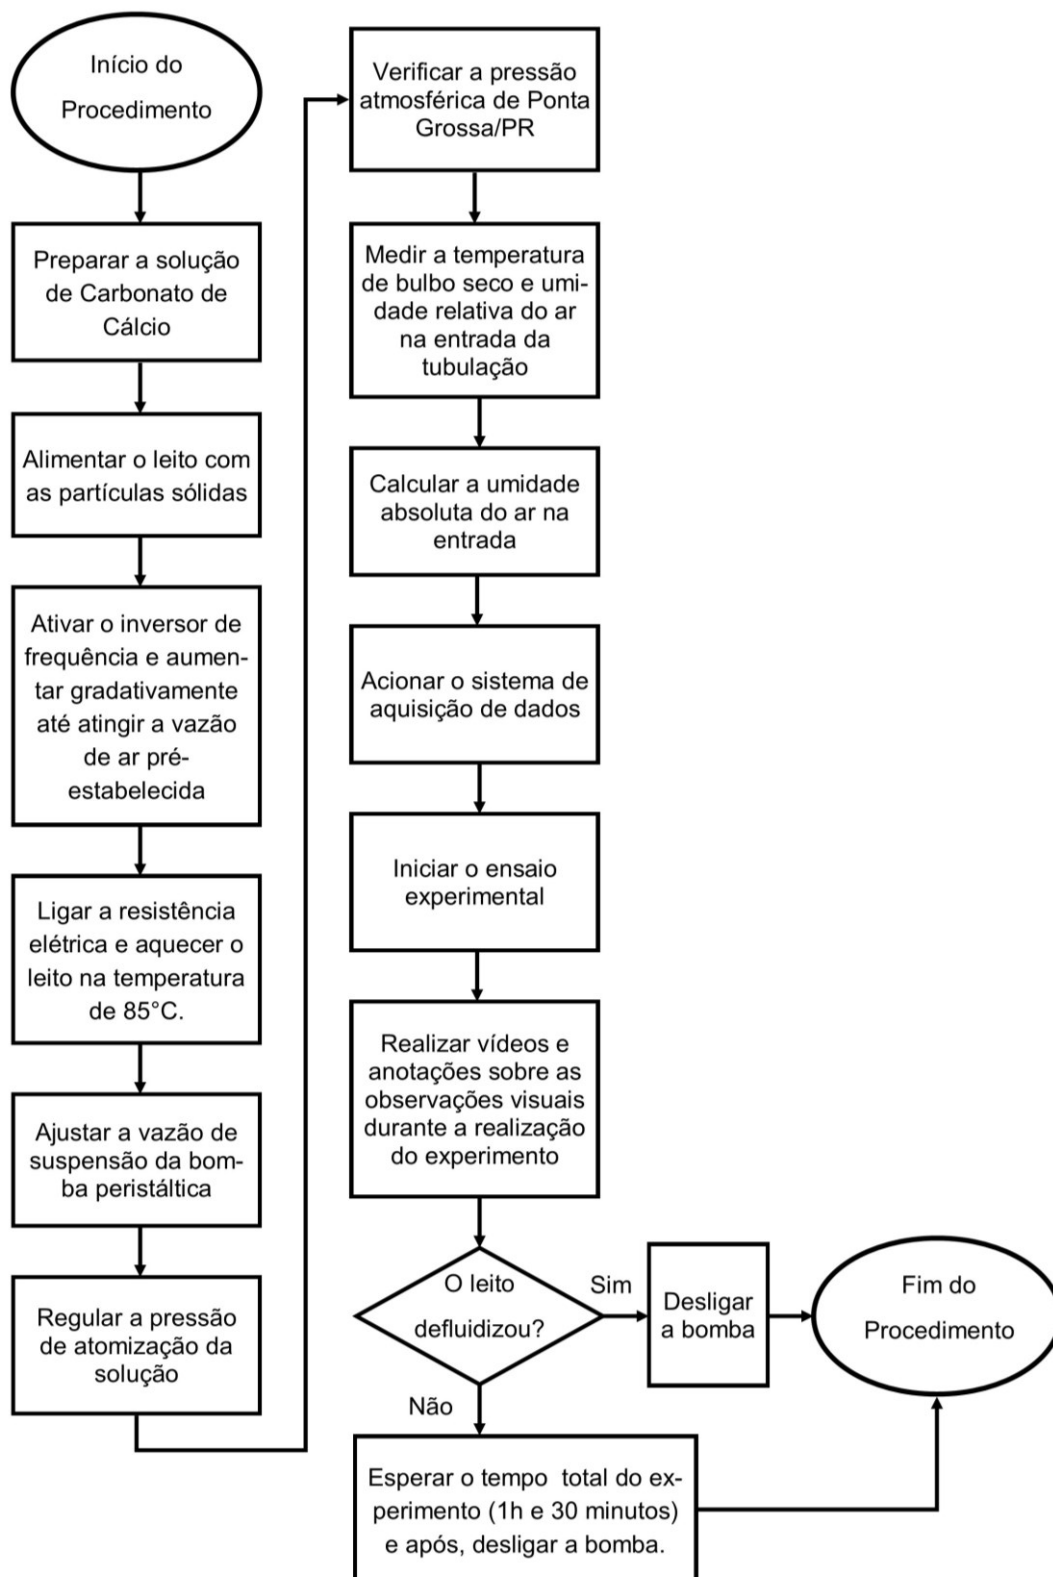 Início do
Procedimento
Preparar a solução
de Carbonato de
Cálcio
Alimentar o leito com
as partículas sólidas
Ativar o inversor de
frequência e aumen-
tar gradativamente
até atingir a vazão
de ar pré-
estabelecida
Ligar a resistência
elétrica e aquecer o
leito na temperatura
de 85°C.
Ajustar a vazão de
suspensão da bom-
ba peristáltica
Regular a pressão
de atomização da
solução
Verificar a pressão
atmosférica de Ponta
Grossa/PR
Medir a temperatura
de bulbo seco e umi-
dade relativa do ar
na entrada da
tubulação
Calcular a umidade
absoluta do ar na
entrada
Acionar o sistema de
aquisição de dados
Iniciar o ensaio
experimental
Realizar vídeos e
anotações sobre as
observações visuais
durante a realização
do experimento
O leito
defluidizou?
Sim
Desligar
a bomba
Fim do
Procedimento
Não
Esperar o tempo total do ex-
perimento (1h e 30 minutos)
e após, desligar a bomba.